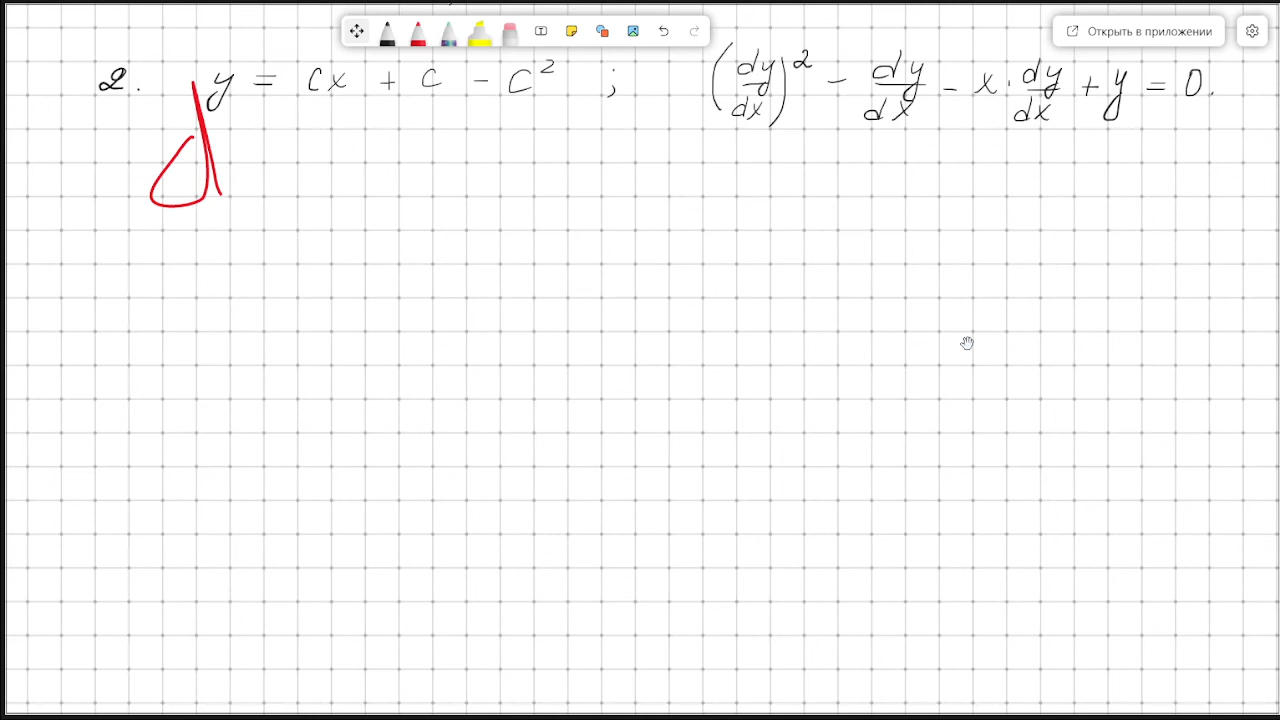 Открыть в приложении
2. y = cx + c - c² ; (dy/dx)² - dy/dx - x · dy/dx + y = 0.